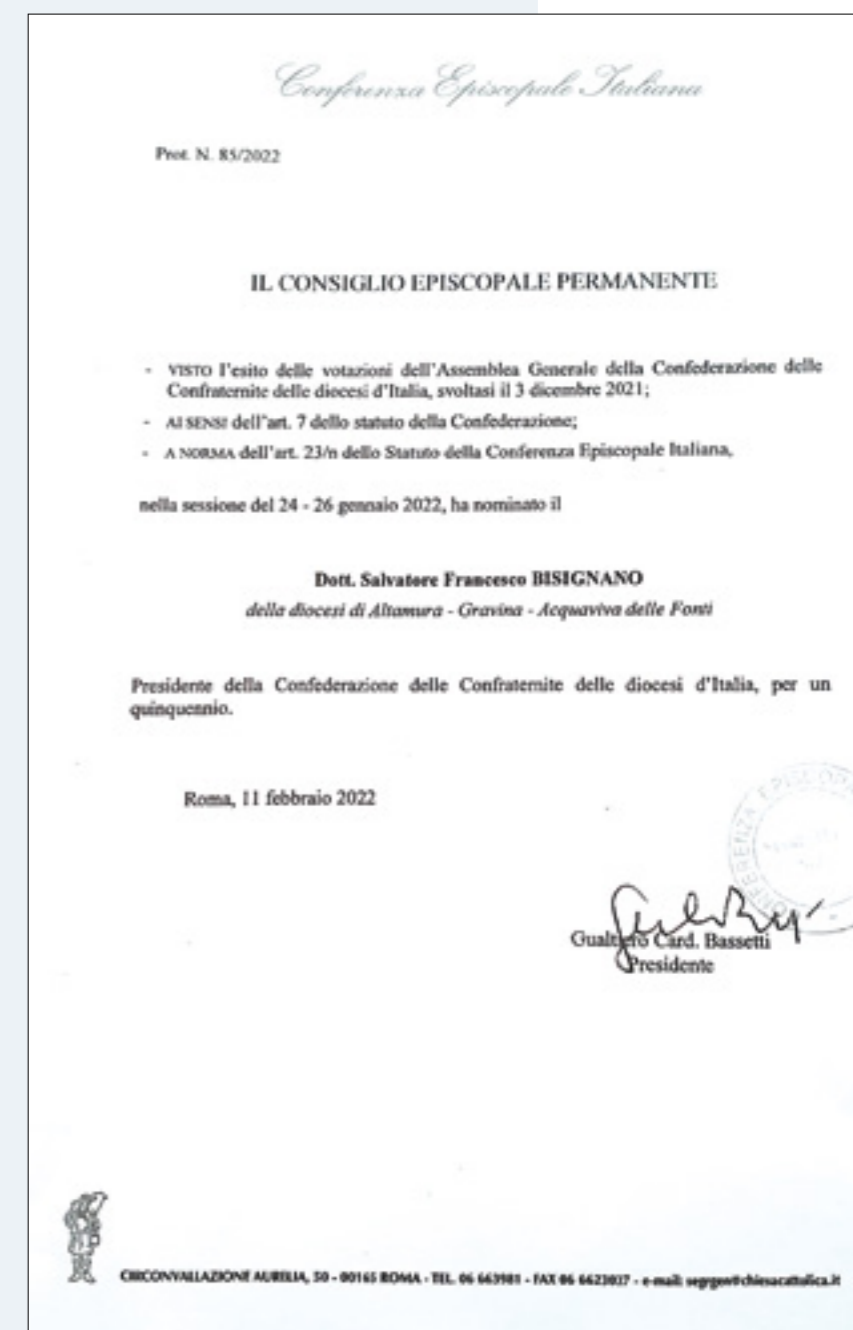 Conferenza Episcopale Italiana
Prot. N. 85/2022
IL CONSIGLIO EPISCOPALE PERMANENTE
- VISTO l'esito delle votazioni dell'Assemblea Generale della Confederazione delle
Confraternite delle diocesi d'Italia, svoltasi il 3 dicembre 2021;
- AI SENSI dell'art. 7 dello statuto della Confederazione;
- A NORMA dell'art. 23/n dello Statuto della Conferenza Episcopale Italiana,
nella sessione del 24 - 26 gennaio 2022, ha nominato il
Dott. Salvatore Francesco BISIGNANO
della diocesi di Altamura - Gravina - Acquaviva delle Fonti
Presidente della Confederazione delle Confraternite delle diocesi d'Italia, per un
quinquennio.
Roma, 11 febbraio 2022
Gualtiero Card. Bassetti
Presidente
CIRCONVALLAZIONE AURELIA, 50 - 00165 ROMA - TEL. 06 663981 - FAX 06 6623037 - e-mail: segrgen@chiesacattolica.it